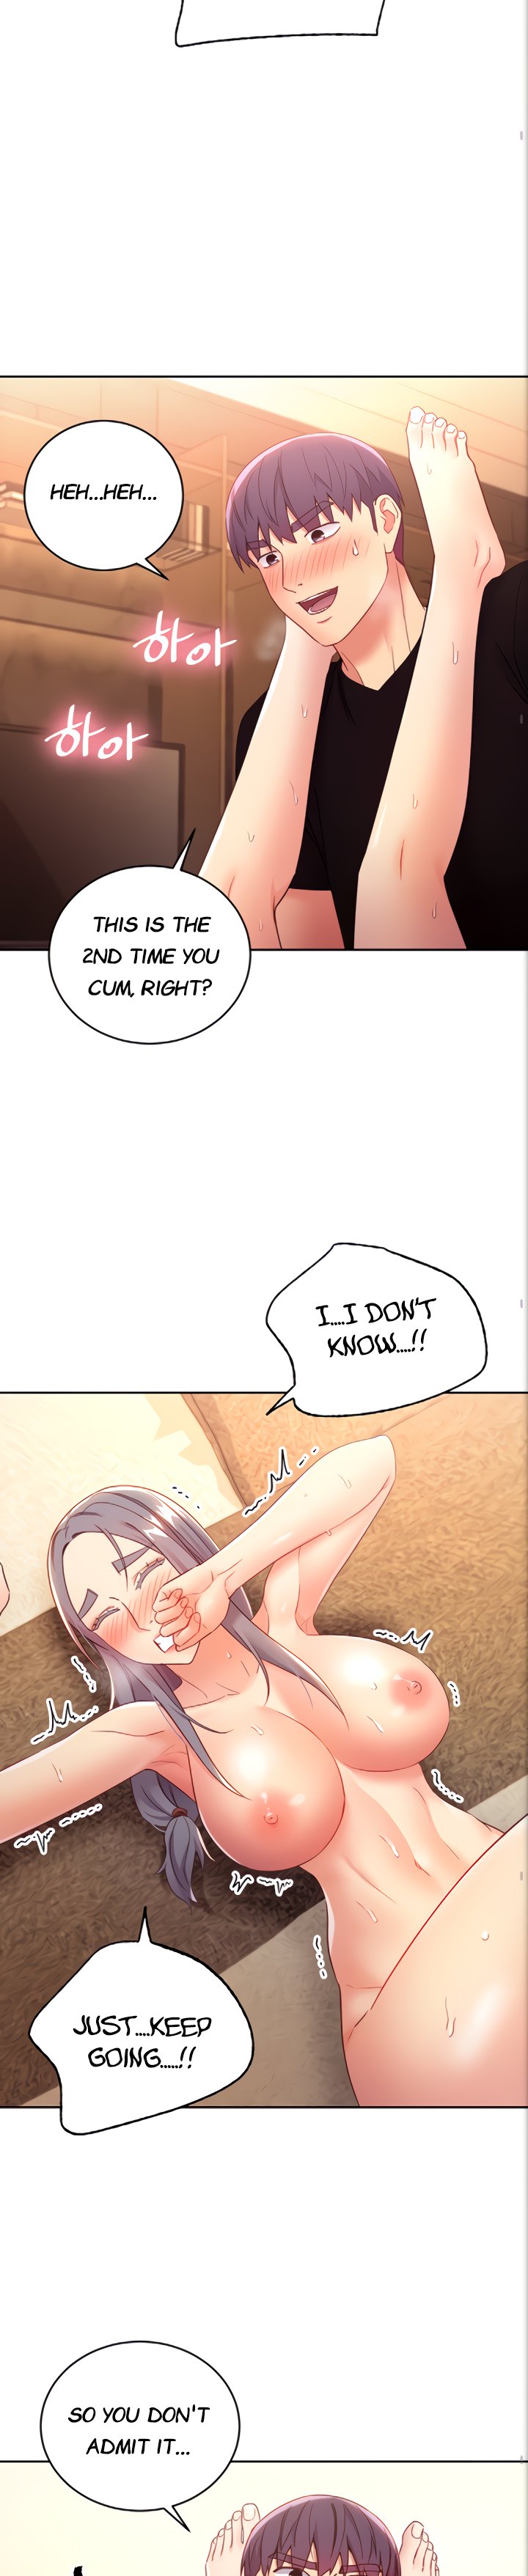 HEH...HEH...
하아
하아
THIS IS THE
2ND TIME YOU
CUM, RIGHT?
I....I DON'T
KNOW....!!
JUST....KEEP
GOING.....!!
SO YOU DON'T
ADMIT IT...